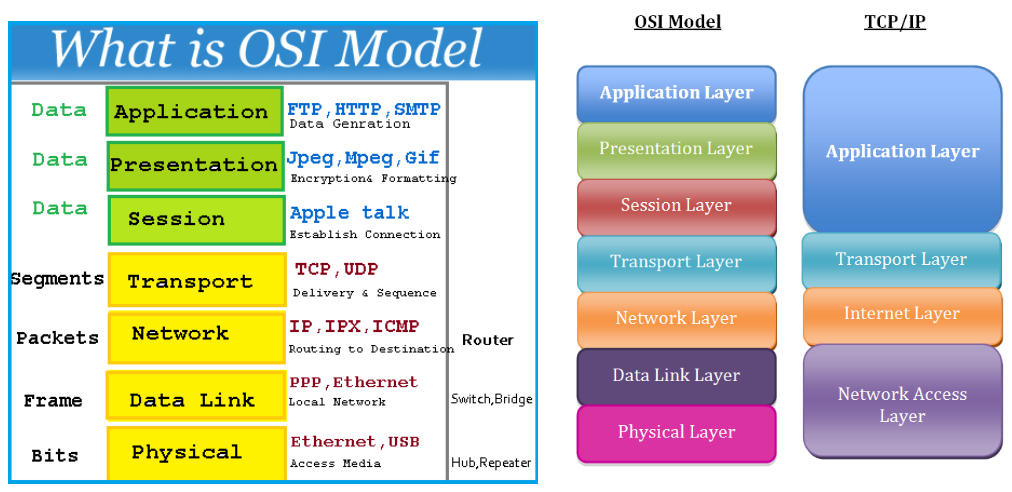 What is OSI Model
Data Application FTP,HTTP,SMTP
Data Genration
Data Presentation Jpeg,Mpeg,Gif
Encryption& Formatting
Data Session Apple talk
Establish Connection
Segments Transport TCP,UDP
Delivery & Sequence
Packets Network IP,IPX,ICMP
Routing to Destination Router
Frame Data Link PPP,Ethernet
Local Network Switch,Bridge
Bits Physical Ethernet,USB
Access Media Hub,Repeater
OSI Model
Application Layer
Presentation Layer
Session Layer
Transport Layer
Network Layer
Data Link Layer
Physical Layer
TCP/IP
Application Layer
Transport Layer
Internet Layer
Network Access
Layer